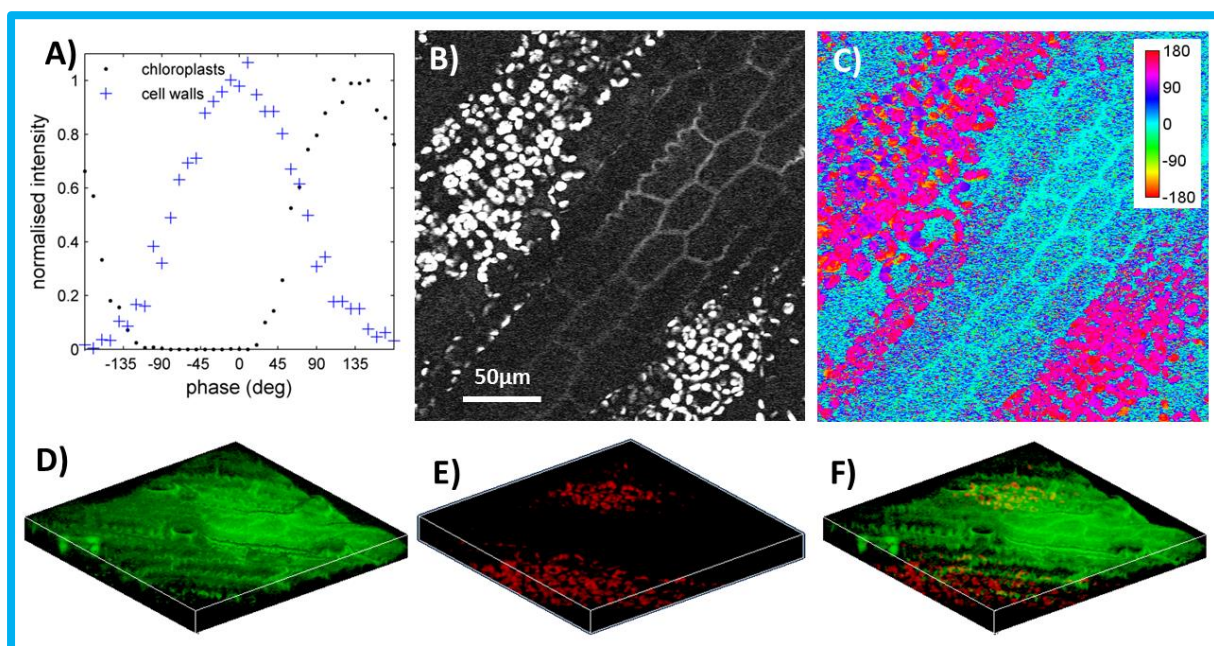 A)
normalised intensity
1
0.8
0.6
0.4
0.2
0
chloroplasts
cell walls
-135 -90 -45 0 45 90 135
phase (deg)
B)
50µm
C)
180
90
0
-90
-180
D)
E)
F)